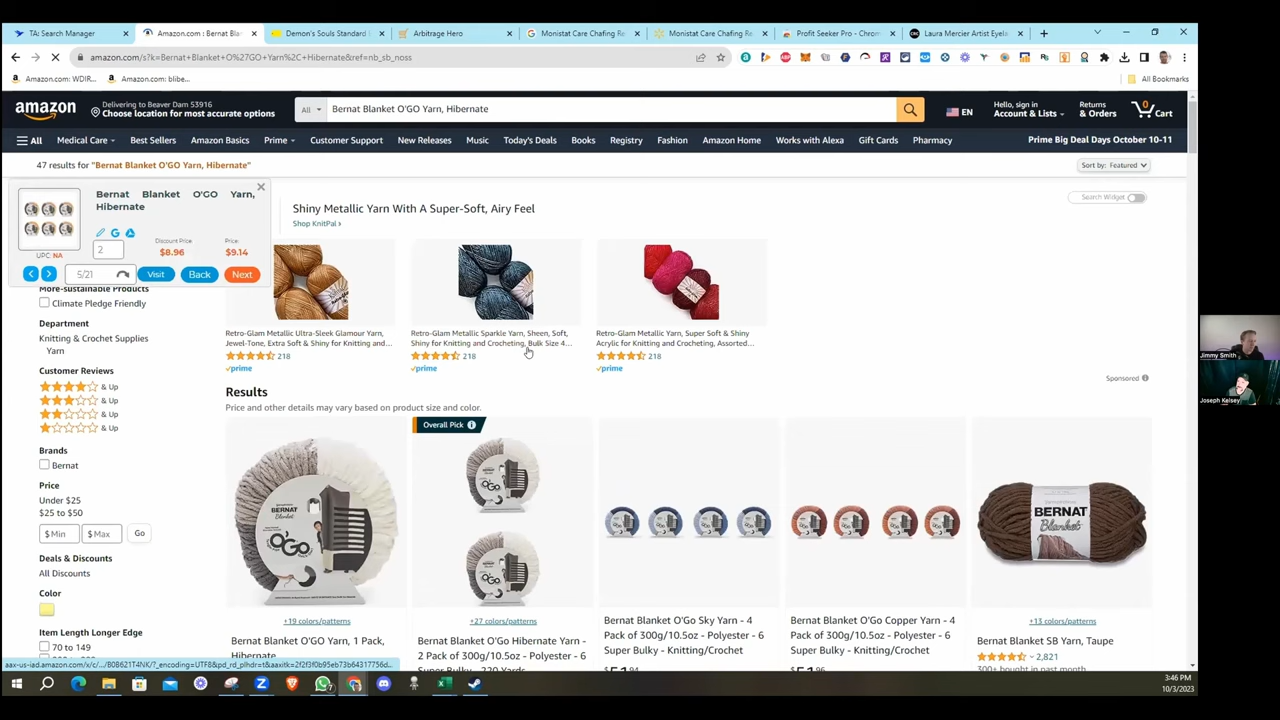 TA: Search Manager
Amazon.com : Bernat Bla
Demon's Souls Standard
Arbitrage Hero
Monistat Care Chafing Re
Monistat Care Chafing Re
Profit Seeker Pro - Chrom
Laura Mercier Artist Eyela
amazon.com/s?k=Bernat+Blanket+O%27GO+Yarn%2C+Hibernate&ref=nb_sb_noss
Amazon.com: WDIR...
Amazon.com: blibe...
All Bookmarks
amazon
Delivering to Beaver Dam 53916
Choose location for most accurate options
All
Bernat Blanket O'GO Yarn, Hibernate
EN
Hello, sign in
Account & Lists
Returns
& Orders
0
Cart
All
Medical Care
Best Sellers
Amazon Basics
Prime
Customer Support
New Releases
Music
Today's Deals
Books
Registry
Fashion
Amazon Home
Works with Alexa
Gift Cards
Pharmacy
Prime Big Deal Days October 10-11
47 results for "Bernat Blanket O'GO Yarn, Hibernate"
Sort by: Featured
Bernat Blanket O'GO Yarn,
Hibernate
2
Discount Price:
$8.96
Price:
$9.14
UPC: NA
5/21
Visit
Back
Next
Shiny Metallic Yarn With A Super-Soft, Airy Feel
Shop KnitPal ›
Search Widget
Retro-Glam Metallic Ultra-Sleek Glamour Yarn,
Jewel-Tone, Extra Soft & Shiny for Knitting and...
218
prime
Retro-Glam Metallic Sparkle Yarn, Sheen, Soft,
Shiny for Knitting and Crocheting, Bulk Size 4...
218
prime
Retro-Glam Metallic Yarn, Super Soft & Shiny
Acrylic for Knitting and Crocheting, Assorted...
218
prime
Sponsored
More-sustainable Products
Climate Pledge Friendly
Department
Knitting & Crochet Supplies
Yarn
Customer Reviews
& Up
& Up
& Up
& Up
Brands
Bernat
Price
Under $25
$25 to $50
$ Min
$ Max
Go
Deals & Discounts
All Discounts
Color
Item Length Longer Edge
70 to 149
Results
Price and other details may vary based on product size and color.
Overall Pick
BERNAT
Blanket
O'GO
BERNAT
Blanket
+19 colors/patterns
Bernat Blanket O'GO Yarn, 1 Pack,
Hibernate
+27 colors/patterns
Bernat Blanket O'Go Hibernate Yarn -
2 Pack of 300g/10.5oz - Polyester - 6
Super Bulky - 220 Yards
Bernat Blanket O'Go Sky Yarn - 4
Pack of 300g/10.5oz - Polyester - 6
Super Bulky - Knitting/Crochet
Bernat Blanket O'Go Copper Yarn - 4
Pack of 300g/10.5oz - Polyester - 6
Super Bulky - Knitting/Crochet
+13 colors/patterns
Bernat Blanket SB Yarn, Taupe
2,821
300+ bought in past month
Jimmy Smith
Joseph Kelsey
3:46 PM
10/3/2023